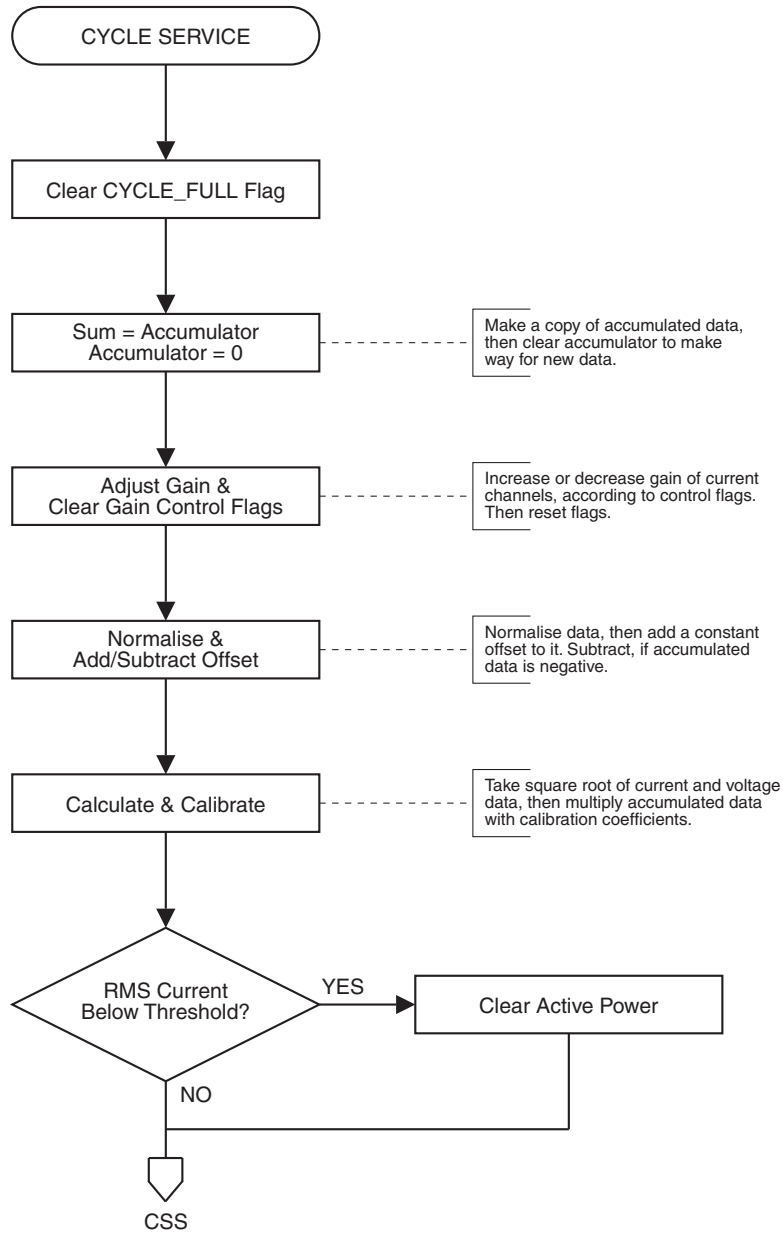 CYCLE SERVICE
Clear CYCLE_FULL Flag
Sum = Accumulator
Accumulator = 0
Make a copy of accumulated data,
then clear accumulator to make
way for new data.
Adjust Gain &
Clear Gain Control Flags
Increase or decrease gain of current
channels, according to control flags.
Then reset flags.
Normalise &
Add/Subtract Offset
Normalise data, then add a constant
offset to it. Subtract, if accumulated
data is negative.
Calculate & Calibrate
Take square root of current and voltage
data, then multiply accumulated data
with calibration coefficients.
RMS Current
Below Threshold?
YES
Clear Active Power
NO
CSS